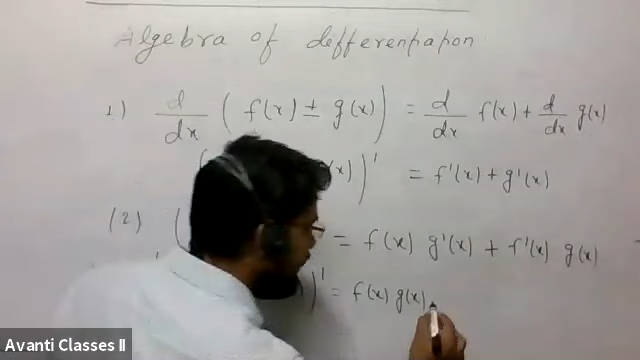 Algebra of defferentiation
1) d/dx ( f(x) ± g(x) ) = d/dx f(x) + d/dx g(x)
( (x) )' = f'(x) + g'(x)
(2) ( = f(x) g'(x) + f'(x) g(x)
)' = f(x) g(x)
Avanti Classes II